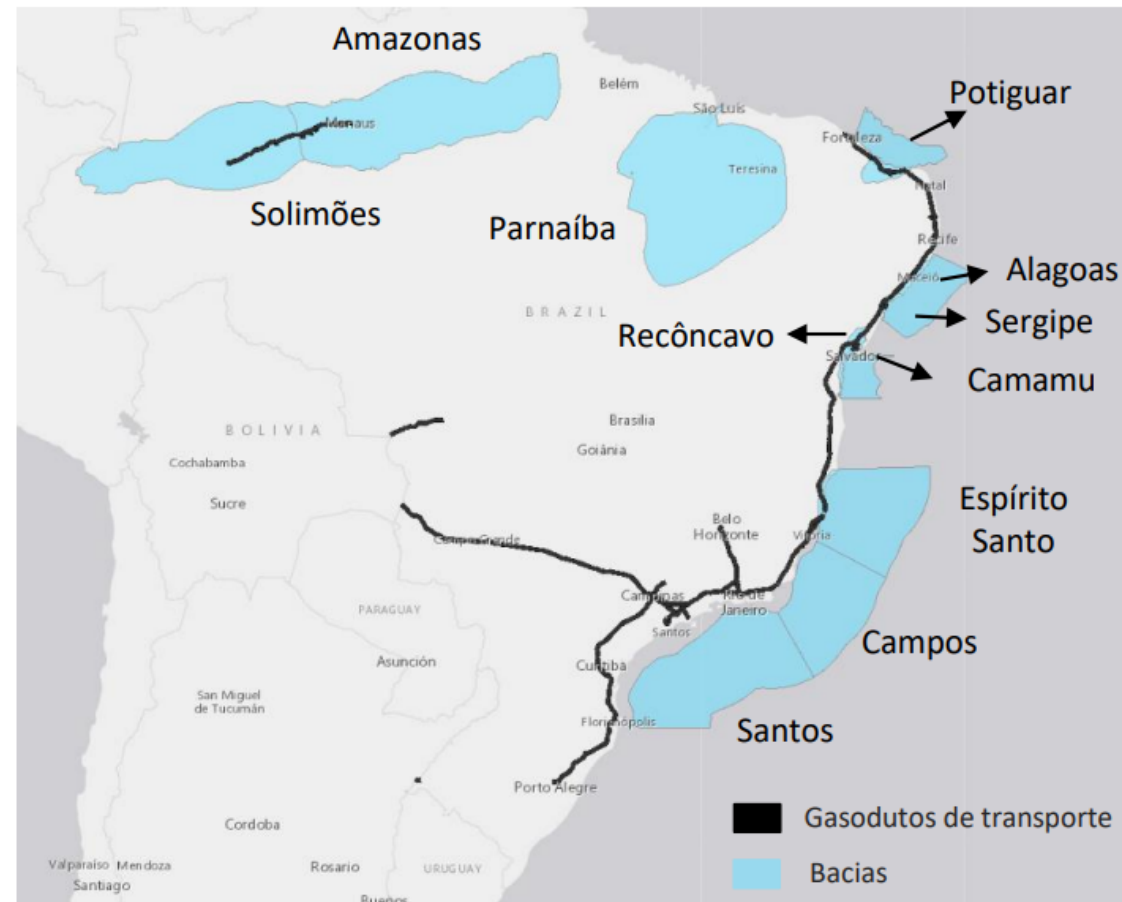 Amazonas
Belém
Potiguar
São Luís
Manaus
Fortaleza
Teresina
Natal
Solimões
Parnaíba
Recife
Alagoas
Maceió
BRAZIL
Sergipe
Recôncavo
Salvador
Camamu
BOLIVIA
Brasilia
Goiânia
Cochabamba
Sucre
Espírito
Santo
Belo
Horizonte
Vitória
Campo Grande
Campinas
Rio de
Janeiro
PARAGUAY
Santos
Campos
Asunción
Curitiba
San Miguel
de Tucumán
Florianópolis
Santos
Porto Alegre
Gasodutos de transporte
Cordoba
Valparaíso
Mendoza
Rosario
URUGUAY
Bacias
Santiago
Buenos